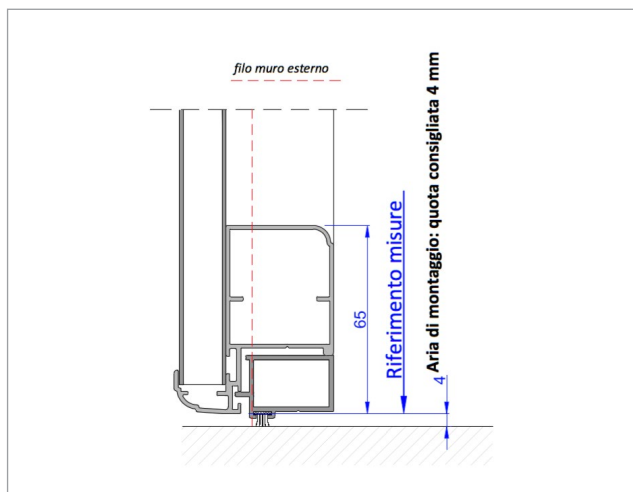 filo muro esterno
65
Riferimento misure
Aria di montaggio: quota consigliata 4 mm
4